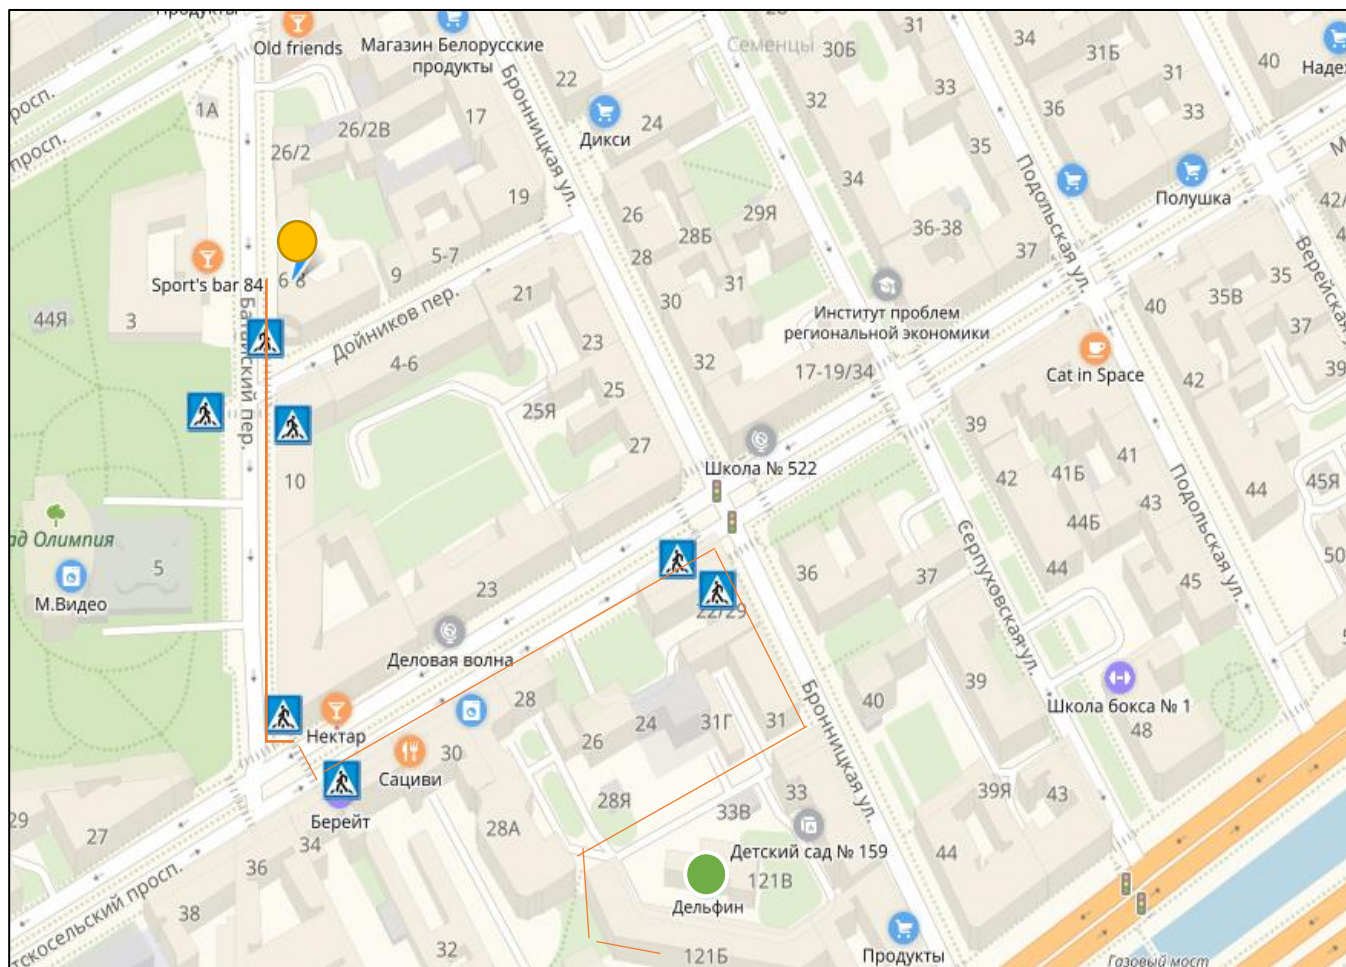 Old friends
Магазин Белорусские
продукты
Семенцы
30Б
31
34
31Б
31
40
22
24
Дикси
32
33
36
33
просп.
просп.
1А
26/2В
17
26/2
Бронницкая ул.
35
Подольская ул.
Полушка
19
26
28Б
29Я
34
36-38
37
5-7
9
28
31
6-8
Sport's bar 84
21
30
Институт проблем
региональной экономики
40
35В
35
37
44Я
3
Дойников пер.
23
32
17-19/34
Cat in Space
42
39
4-6
25
25Я
27
Школа № 522
39
41
41Б
42
43
44Б
44
45Я
Подольская ул.
10
5
М.Видео
23
Деловая волна
36
37
44
45
50
22/29
Серпуховская ул.
Нектар
28
24
31Г
31
26
30
Сациви
Бронницкая ул.
40
39
Школа бокса № 1
48
Берейт
28Я
28А
33
33В
39Я
43
29
27
34
36
Детский сад № 159
121В
44
Дельфин
38
32
121Б
Продукты
Газовый мост